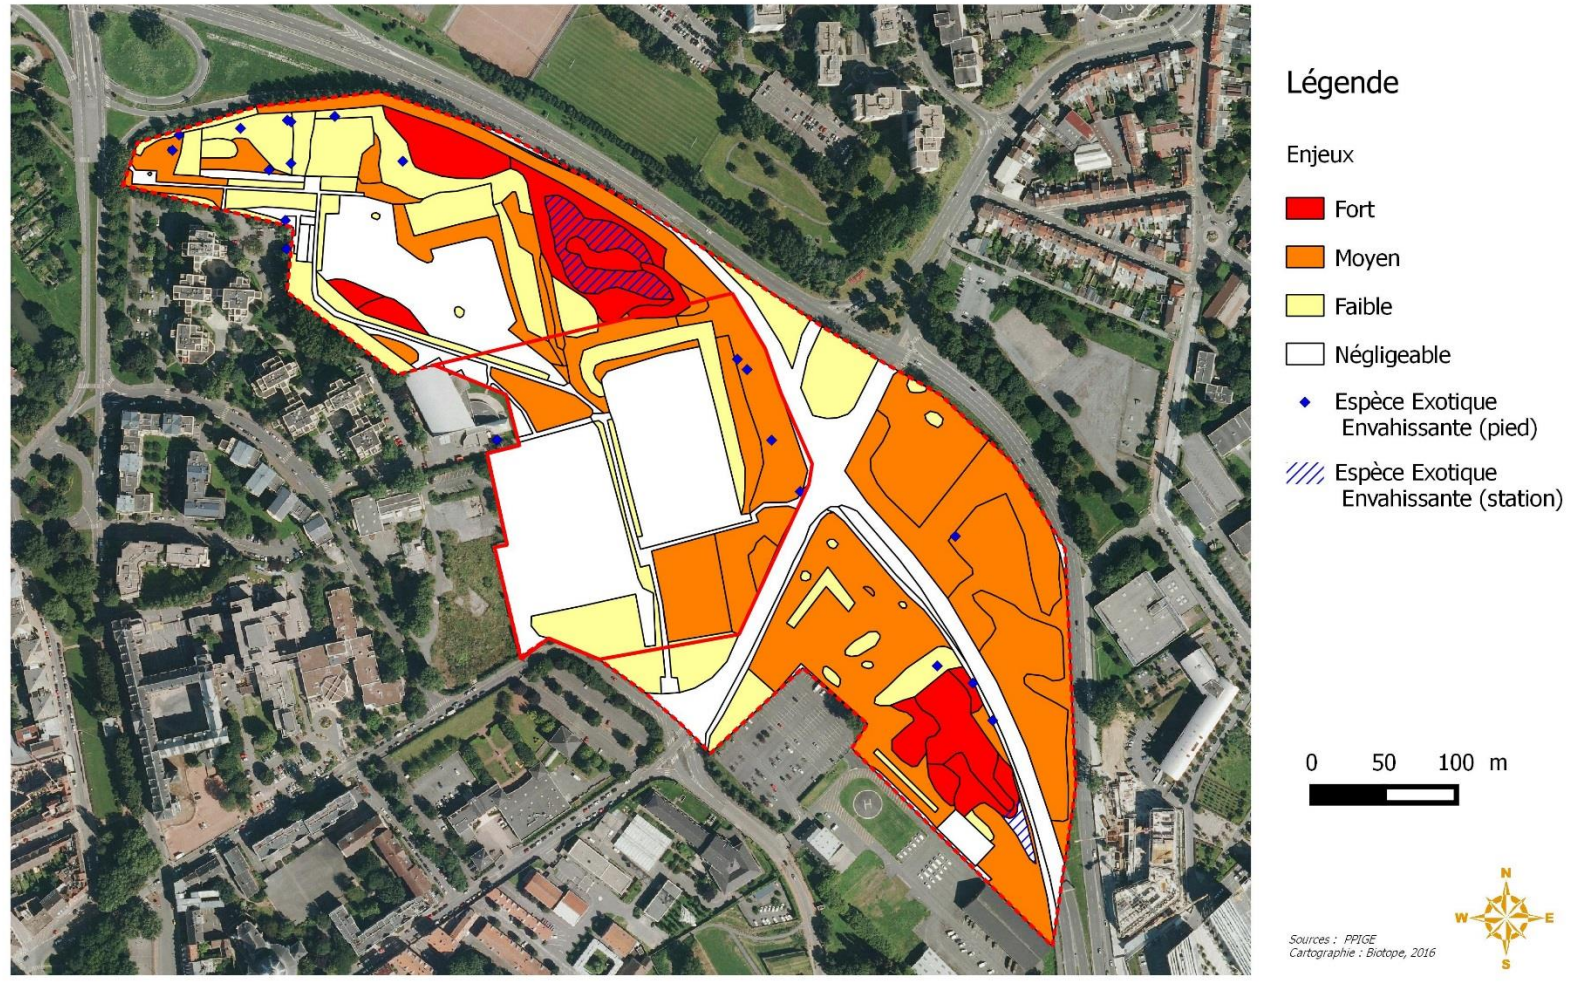 Légende
Enjeux
Fort
Moyen
Faible
Négligeable
Espèce Exotique
Envahissante (pied)
Espèce Exotique
Envahissante (station)
0 50 100 m
N
W E
S
Sources : PPIGE
Cartographie : Biotope, 2016
H